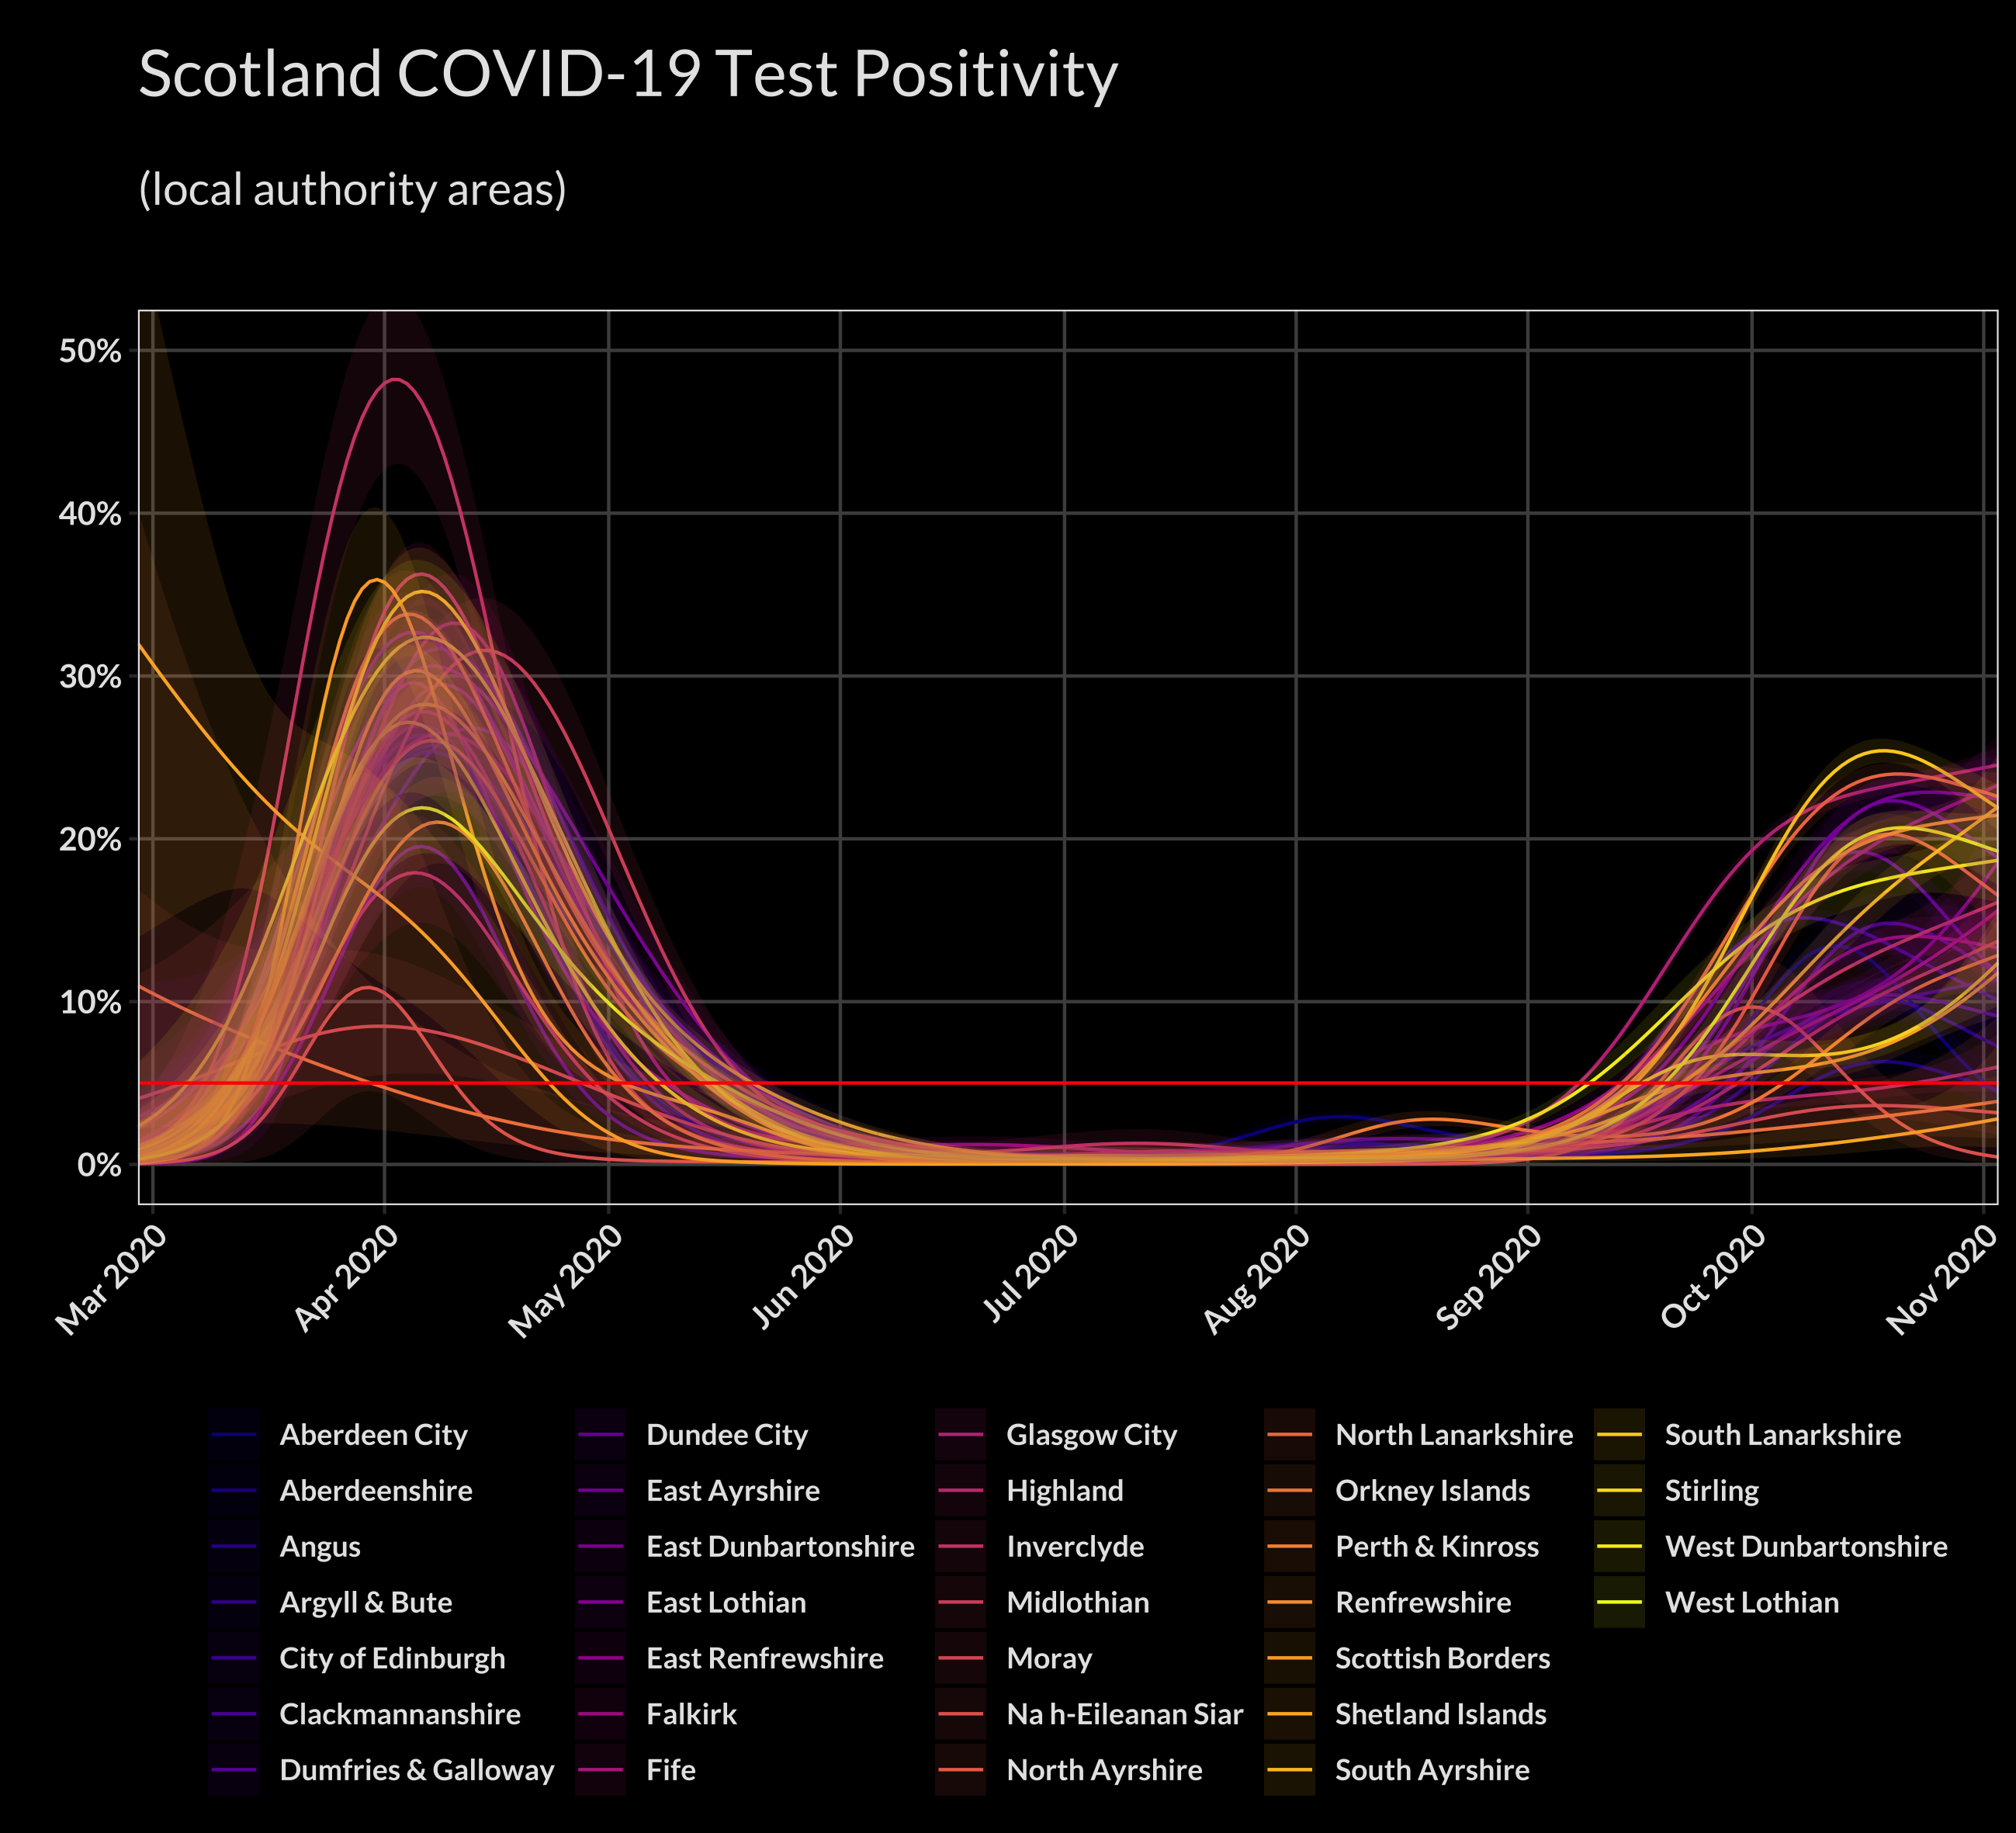 Scotland COVID-19 Test Positivity
(local authority areas)
50%
40%
30%
20%
10%
0%
Mar 2020
Apr 2020
May 2020
Jun 2020
Jul 2020
Aug 2020
Sep 2020
Oct 2020
Nov 2020
Aberdeen City
Aberdeenshire
Angus
Argyll & Bute
City of Edinburgh
Clackmannanshire
Dumfries & Galloway
Dundee City
East Ayrshire
East Dunbartonshire
East Lothian
East Renfrewshire
Falkirk
Fife
Glasgow City
Highland
Inverclyde
Midlothian
Moray
Na h-Eileanan Siar
North Ayrshire
North Lanarkshire
Orkney Islands
Perth & Kinross
Renfrewshire
Scottish Borders
Shetland Islands
South Ayrshire
South Lanarkshire
Stirling
West Dunbartonshire
West Lothian